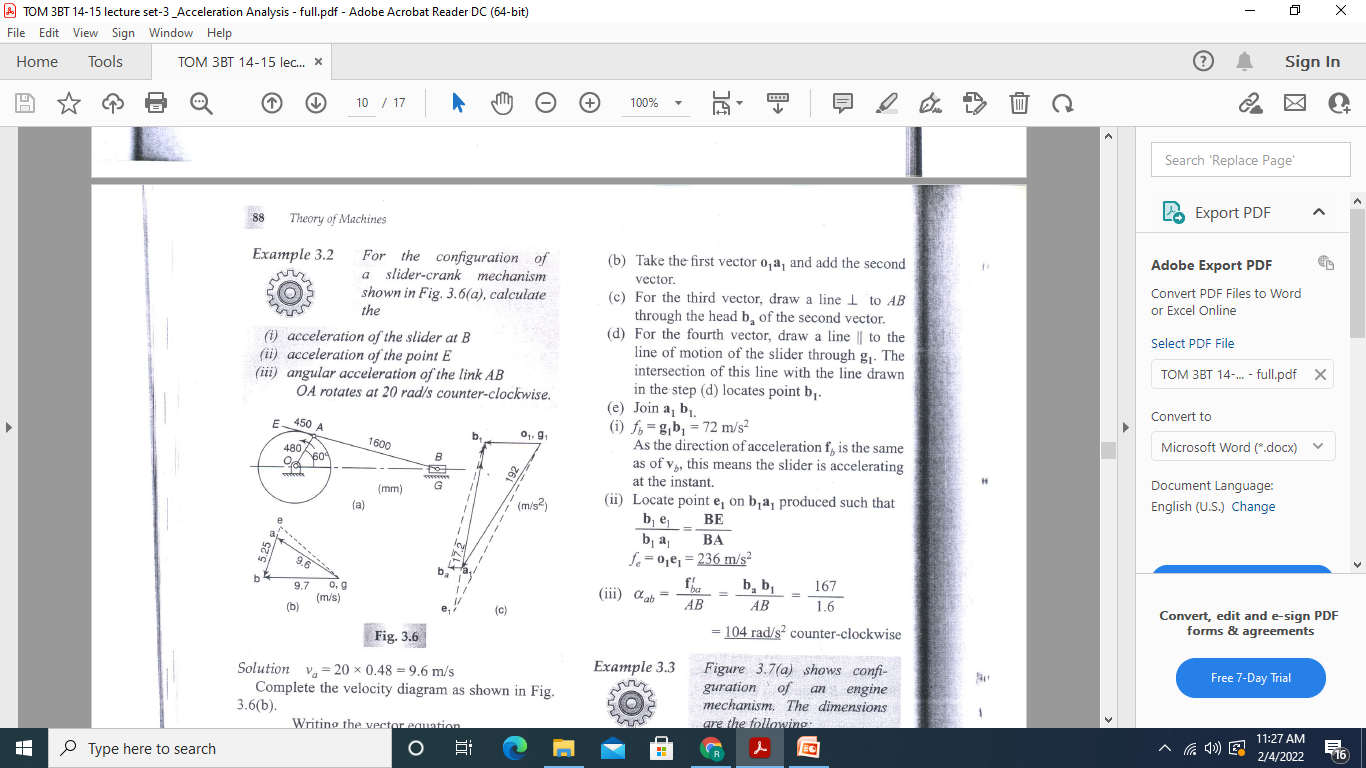 TOM 3BT 14-15 lecture set-3 _Acceleration Analysis - full.pdf - Adobe Acrobat Reader DC (64-bit)
File Edit View Sign Window Help
Home Tools TOM 3BT 14-15 lec... × Sign In
10 / 17 100%
88 Theory of Machines
Example 3.2 For the configuration of
a slider-crank mechanism
shown in Fig. 3.6(a), calculate
the
(i) acceleration of the slider at B
(ii) acceleration of the point E
(iii) angular acceleration of the link AB
OA rotates at 20 rad/s counter-clockwise.
E 450 A
1600
480
60°
O
B
G
(mm)
(a)
e
a
5.25
9.6
b
9.7
o, g
(m/s)
(b)
b₁
o₁, g₁
192
(m/s²)
17.2
bₐ
a₁
e₁
(c)
Fig. 3.6
Solution vₐ = 20 × 0.48 = 9.6 m/s
Complete the velocity diagram as shown in Fig.
3.6(b).
Writing the vector equation
(b) Take the first vector o₁a₁ and add the second
vector.
(c) For the third vector, draw a line ⊥ to AB
through the head bₐ of the second vector.
(d) For the fourth vector, draw a line || to the
line of motion of the slider through g₁. The
intersection of this line with the line drawn
in the step (d) locates point b₁.
(e) Join a₁ b₁.
(i) f_b = g₁b₁ = 72 m/s²
As the direction of acceleration f_b is the same
as of v_b, this means the slider is accelerating
at the instant.
(ii) Locate point e₁ on b₁a₁ produced such that
b₁ e₁ / b₁ a₁ = BE / BA
fₑ = o₁e₁ = 236 m/s²
(iii) α_ab = fᵗ_ba / AB = bₐ b₁ / AB = 167 / 1.6
= 104 rad/s² counter-clockwise
Example 3.3 Figure 3.7(a) shows confi-
guration of an engine
mechanism. The dimensions
are the following:
Search 'Replace Page'
Export PDF
Adobe Export PDF
Convert PDF Files to Word
or Excel Online
Select PDF File
TOM 3BT 14-... - full.pdf
Convert to
Microsoft Word (*.docx)
Document Language:
English (U.S.) Change
Convert, edit and e-sign PDF
forms & agreements
Free 7-Day Trial
Type here to search
11:27 AM
2/4/2022
16